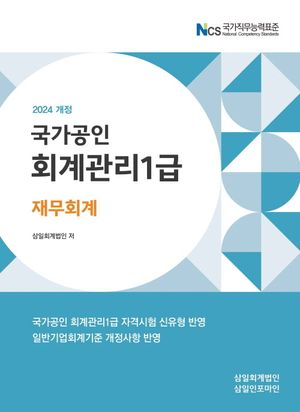 NCS 국가직무능력표준
National Competency Standards
2024 개정
국가공인
회계관리1급
재무회계
삼일회계법인 저
국가공인 회계관리1급 자격시험 신유형 반영
일반기업회계기준 개정사항 반영
삼일회계법인
삼일인포마인